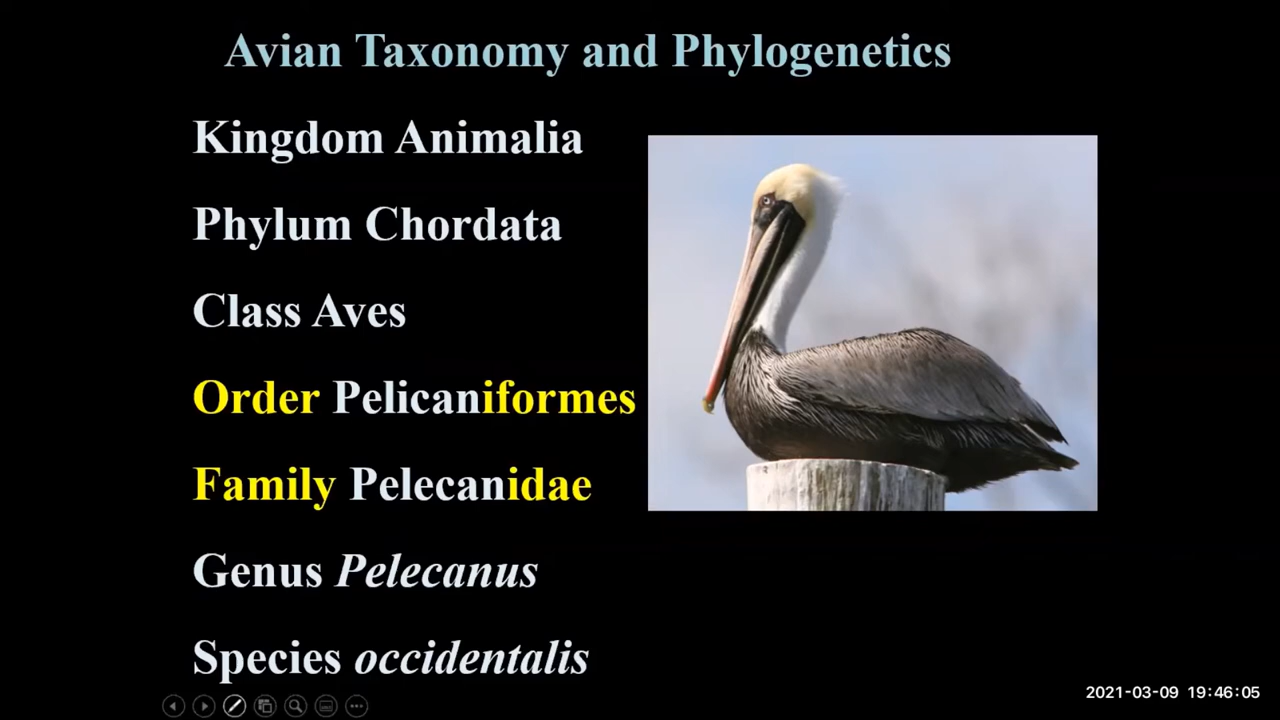 Avian Taxonomy and Phylogenetics
Kingdom Animalia
Phylum Chordata
Class Aves
Order Pelicaniformes
Family Pelecanidae
Genus Pelecanus
Species occidentalis
2021-03-09 19:46:05